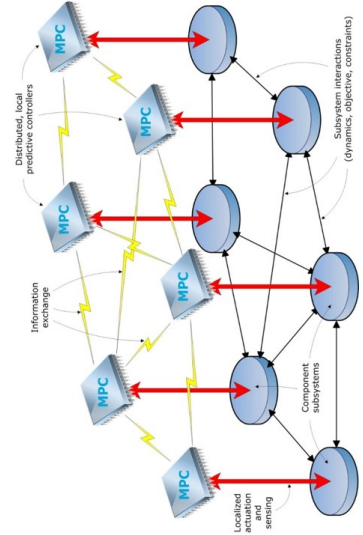 Distributed, local
predictive controllers
Information
exchange
MPC
MPC
MPC
MPC
MPC
MPC
Localized
actuation
and
sensing
Component
subsystems
Subsystem interactions
(dynamics, objective, constraints)